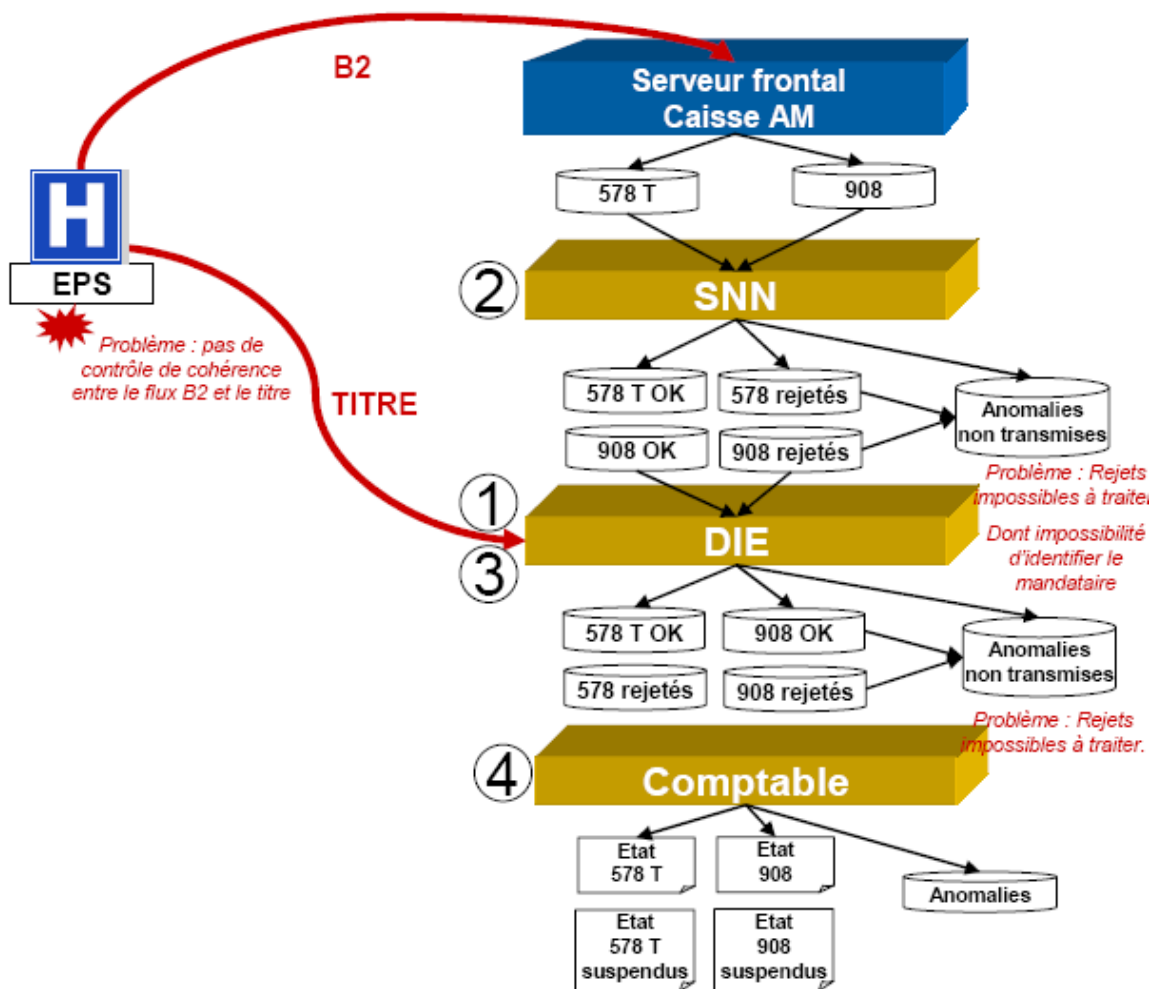 B2
Serveur frontal
Caisse AM
578 T
908
H
EPS
Problème : pas de
contrôle de cohérence
entre le flux B2 et le titre
TITRE
2
SNN
578 T OK
578 rejetés
908 OK
908 rejetés
Anomalies
non transmises
Problème : Rejets
impossibles à traiter.
Dont impossibilité
d'identifier le
mandataire
1
3
DIE
578 T OK
908 OK
578 rejetés
908 rejetés
Anomalies
non transmises
Problème : Rejets
impossibles à traiter.
4
Comptable
Etat
578 T
Etat
908
Anomalies
Etat
578 T
suspendus
Etat
908
suspendus